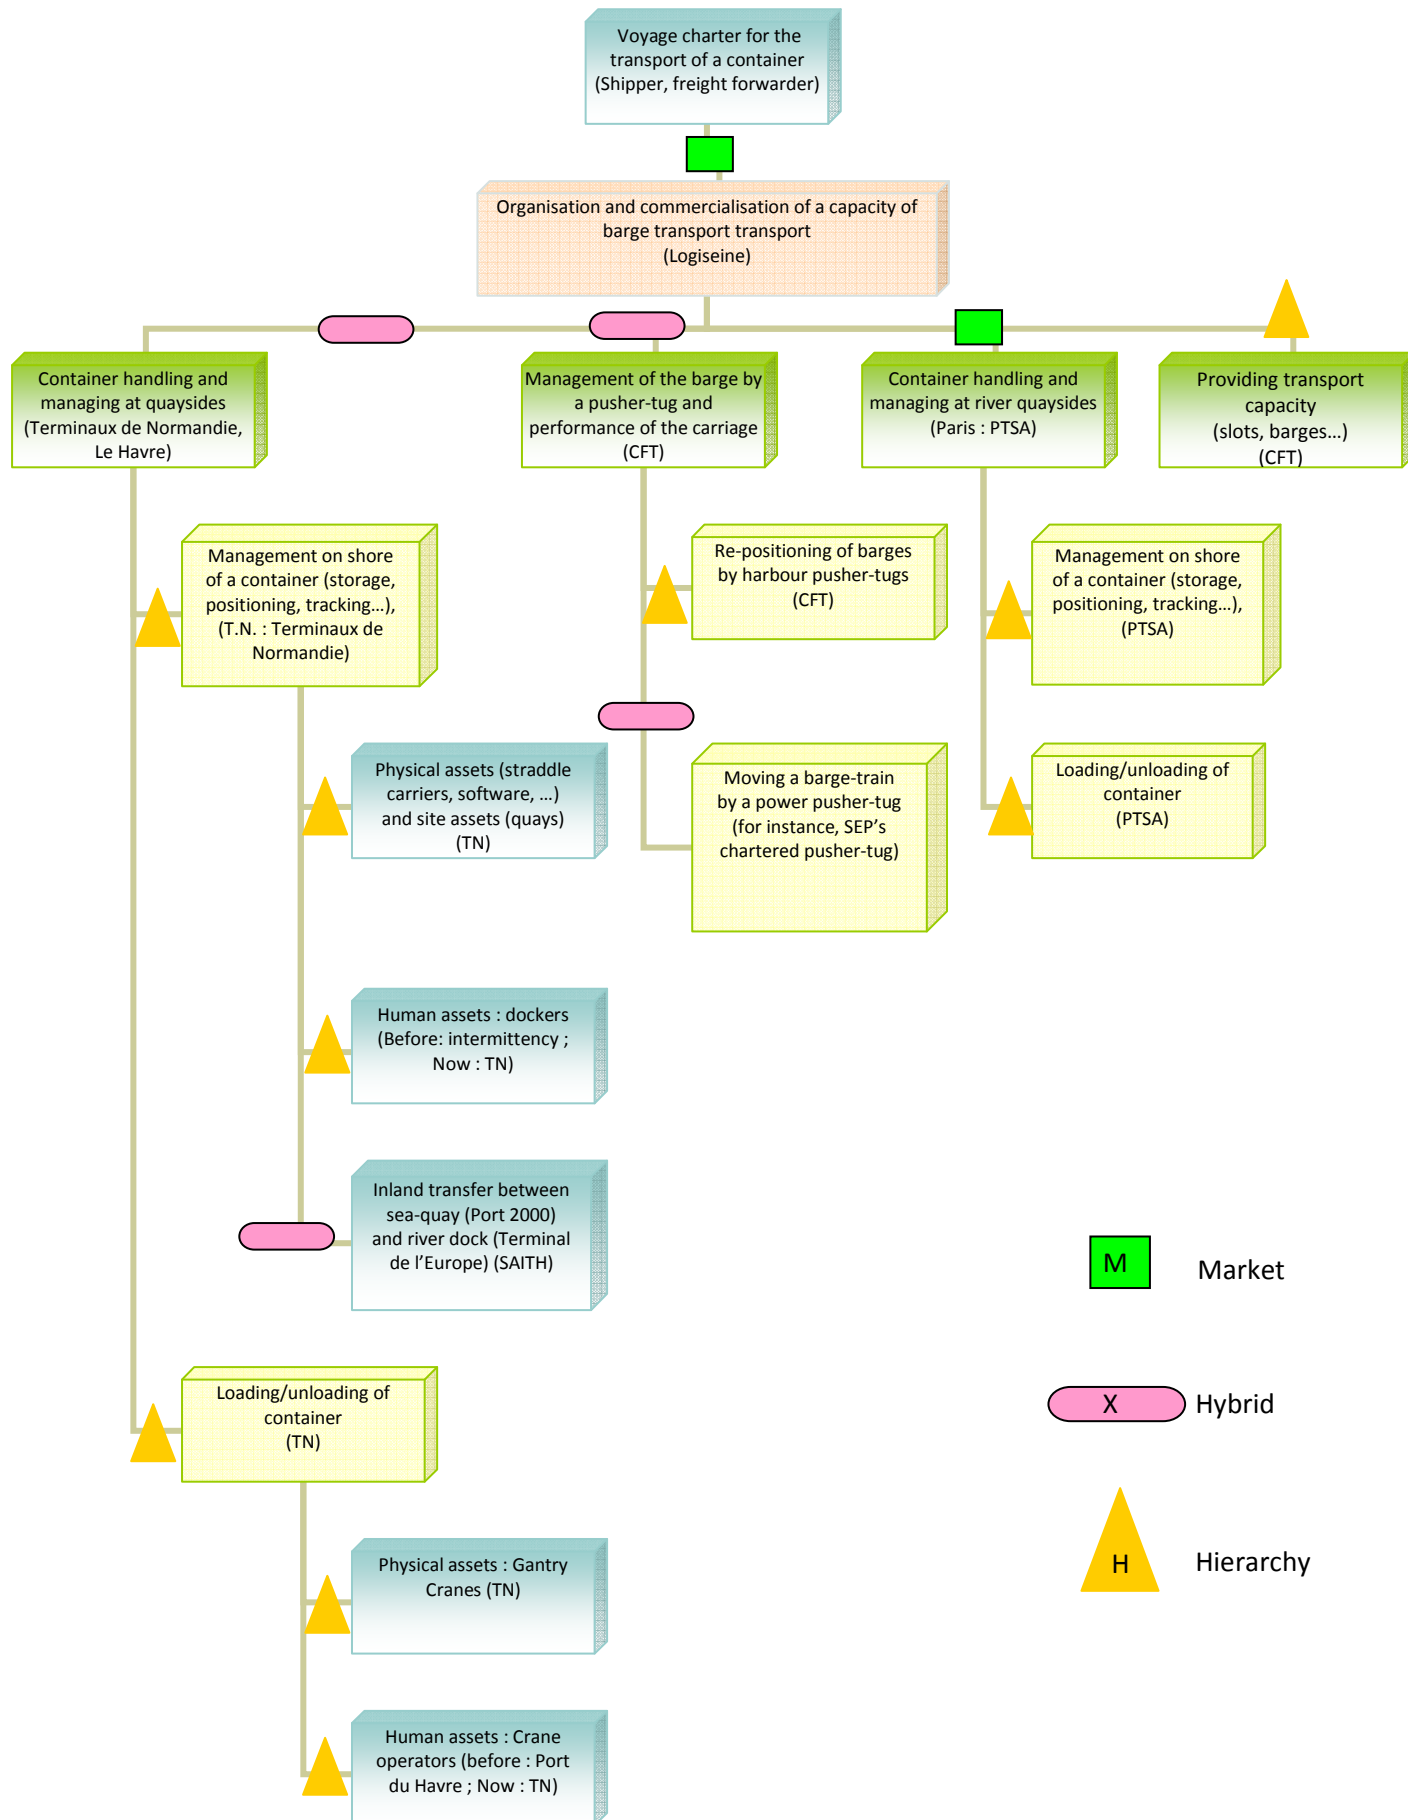 Voyage charter for the
transport of a container
(Shipper, freight forwarder)
Organisation and commercialisation of a capacity of
barge transport transport
(Logiseine)
Container handling and
managing at quaysides
(Terminaux de Normandie,
Le Havre)
Management of the barge by
a pusher-tug and
performance of the carriage
(CFT)
Container handling and
managing at river quaysides
(Paris : PTSA)
Providing transport
capacity
(slots, barges…)
(CFT)
Management on shore
of a container (storage,
positioning, tracking…),
(T.N. : Terminaux de
Normandie)
Re-positioning of barges
by harbour pusher-tugs
(CFT)
Management on shore
of a container (storage,
positioning, tracking…),
(PTSA)
Physical assets (straddle
carriers, software, …)
and site assets (quays)
(TN)
Moving a barge-train
by a power pusher-tug
(for instance, SEP’s
chartered pusher-tug)
Loading/unloading of
container
(PTSA)
Human assets : dockers
(Before: intermittency ;
Now : TN)
Inland transfer between
sea-quay (Port 2000)
and river dock (Terminal
de l’Europe) (SAITH)
M
Market
Loading/unloading of
container
(TN)
X
Hybrid
Physical assets : Gantry
Cranes (TN)
H
Hierarchy
Human assets : Crane
operators (before : Port
du Havre ; Now : TN)